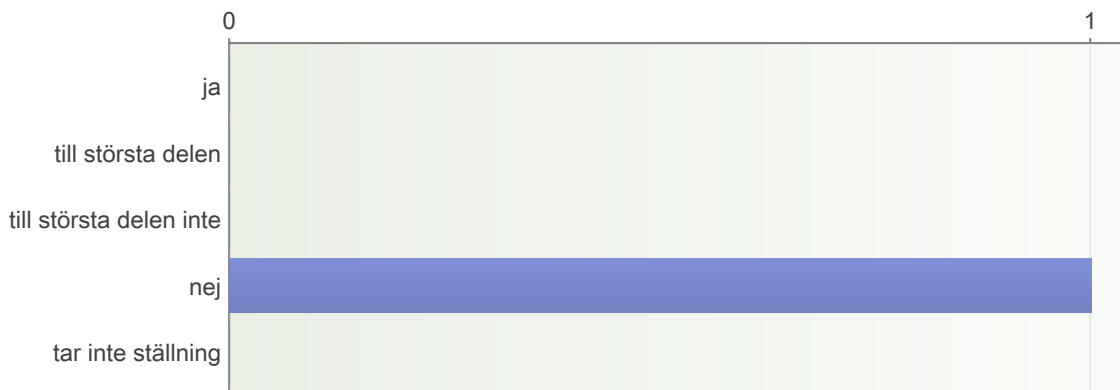 0 1
ja
till största delen
till största delen inte
nej
tar inte ställning